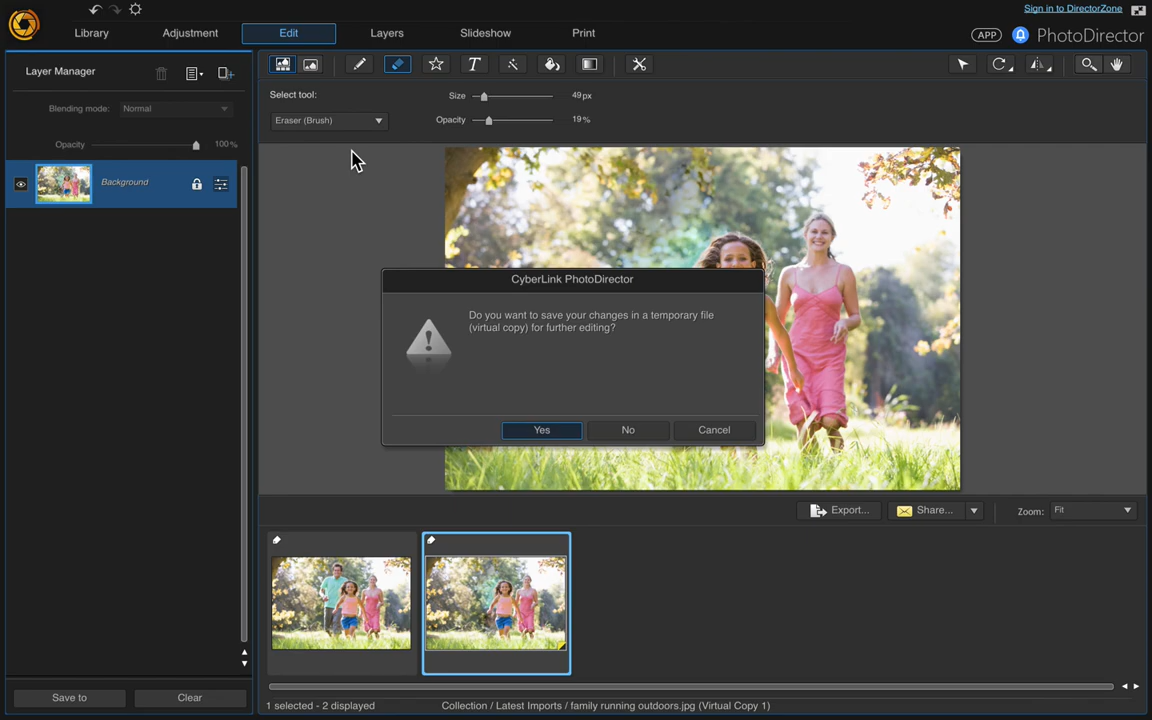 Sign in to DirectorZone
Library
Adjustment
Edit
Layers
Slideshow
Print
APP
PhotoDirector
Layer Manager
Select tool:
Size
49px
Blending mode:
Normal
Eraser (Brush)
Opacity
19%
Opacity
100%
Background
CyberLink PhotoDirector
Do you want to save your changes in a temporary file
(virtual copy) for further editing?
Yes
No
Cancel
Export...
Share...
Zoom:
Fit
Save to
Clear
1 selected - 2 displayed
Collection / Latest Imports / family running outdoors.jpg (Virtual Copy 1)